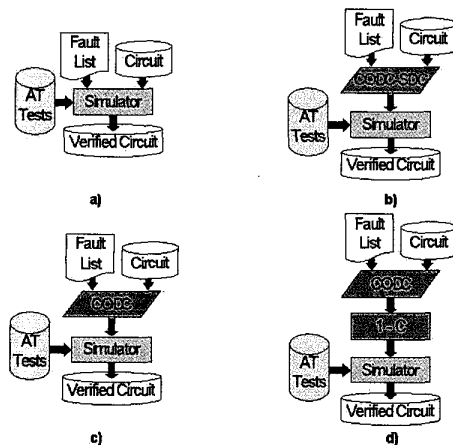 Fault
List
Circuit
AT
Tests
Simulator
Verified Circuit
a)
Fault
List
Circuit
CODC-SDC
AT
Tests
Simulator
Verified Circuit
b)
Fault
List
Circuit
CODC
AT
Tests
Simulator
Verified Circuit
c)
Fault
List
Circuit
CODC
1 - C
AT
Tests
Simulator
Verified Circuit
d)